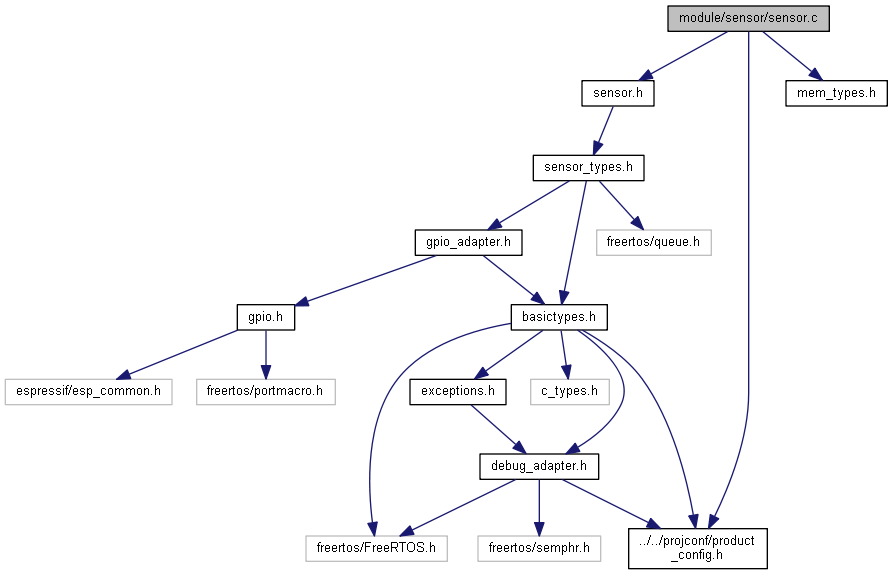 module/sensor/sensor.c
sensor.h
mem_types.h
sensor_types.h
gpio_adapter.h
freertos/queue.h
gpio.h
basictypes.h
espressif/esp_common.h
freertos/portmacro.h
exceptions.h
c_types.h
debug_adapter.h
freertos/FreeRTOS.h
freertos/semphr.h
../../projconf/product
_config.h